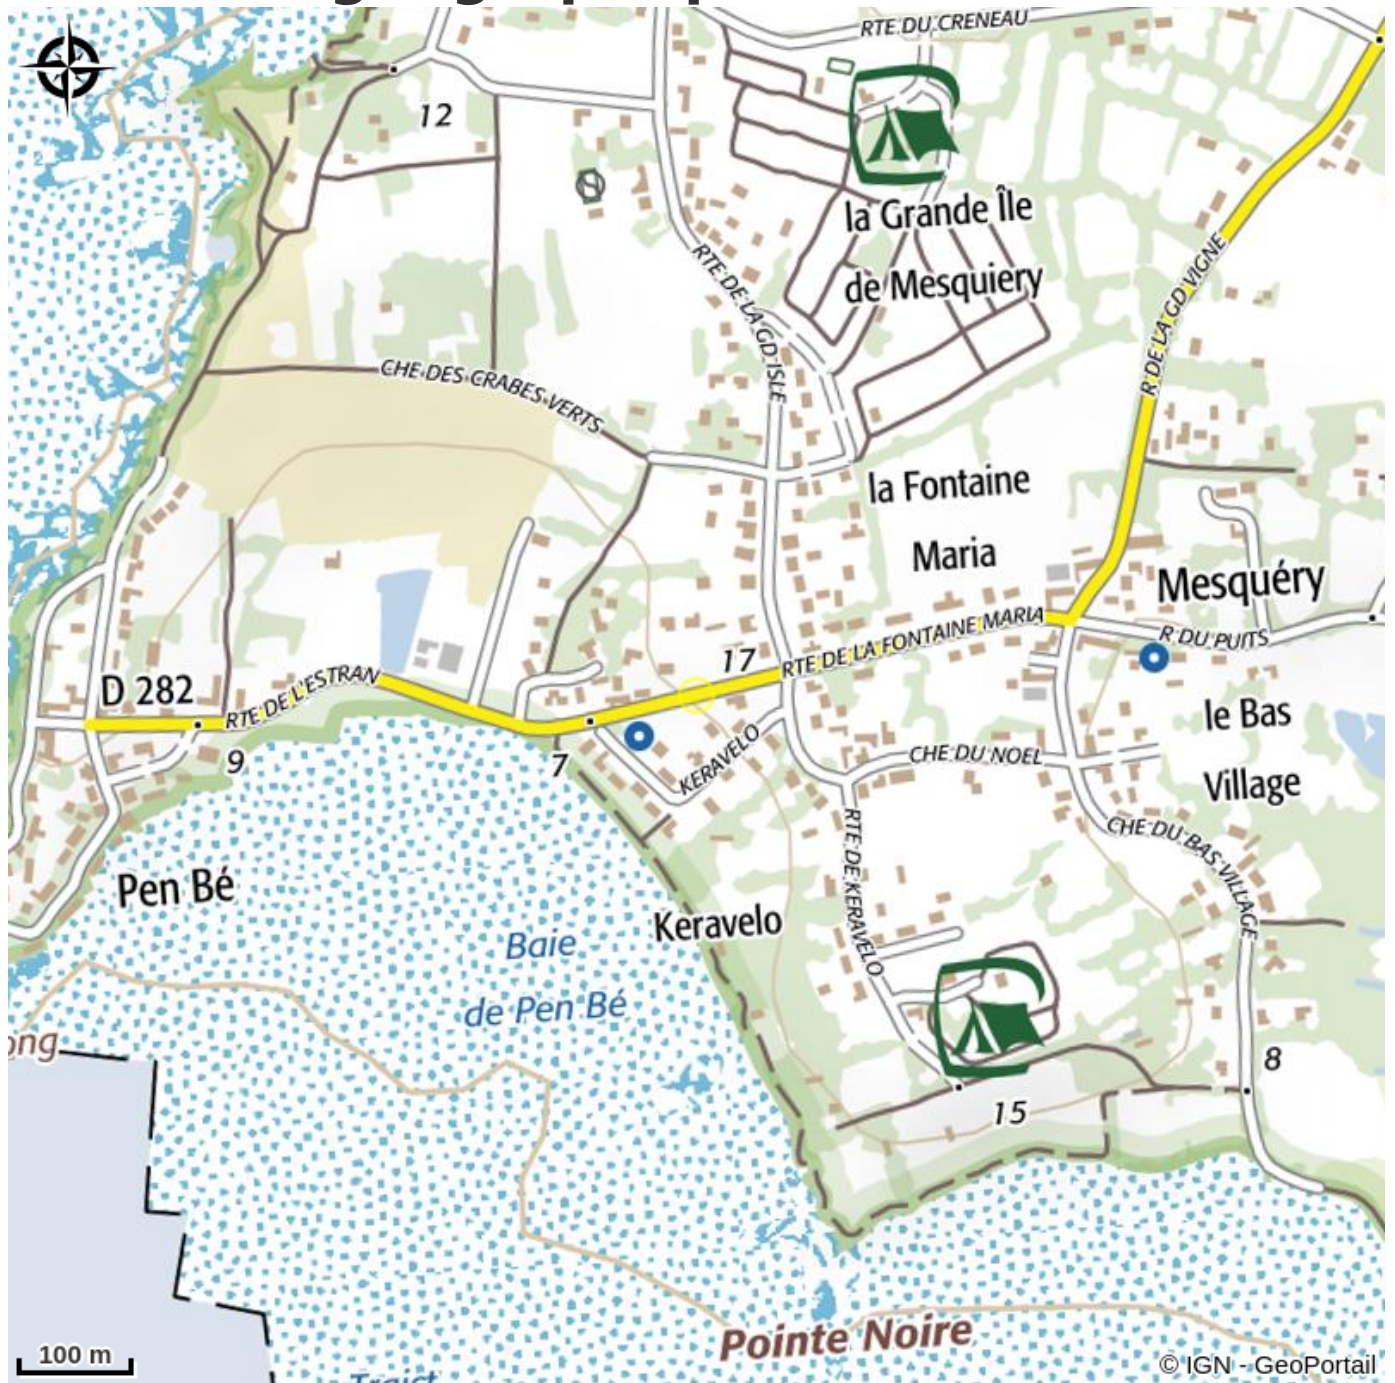 RTE DU CRENEAU
12
la Grande Île
de Mesquiery
RTE DE LA GD ISLE
R DE LA GD VIGNE
CHE DES CRABES VERTS
la Fontaine
Maria
Mesquéry
R DU PUITS
RTE DE LA FONTAINE MARIA
17
D 282
RTE DE L'ESTRAN
9
7
KERAVELO
CHE DU NOEL
le Bas
Village
CHE DU BAS VILLAGE
RTE DE KERAVELO
Pen Bé
Keravelo
Baie
de Pen Bé
ong
8
15
Pointe Noire
100 m
© IGN - GeoPortail